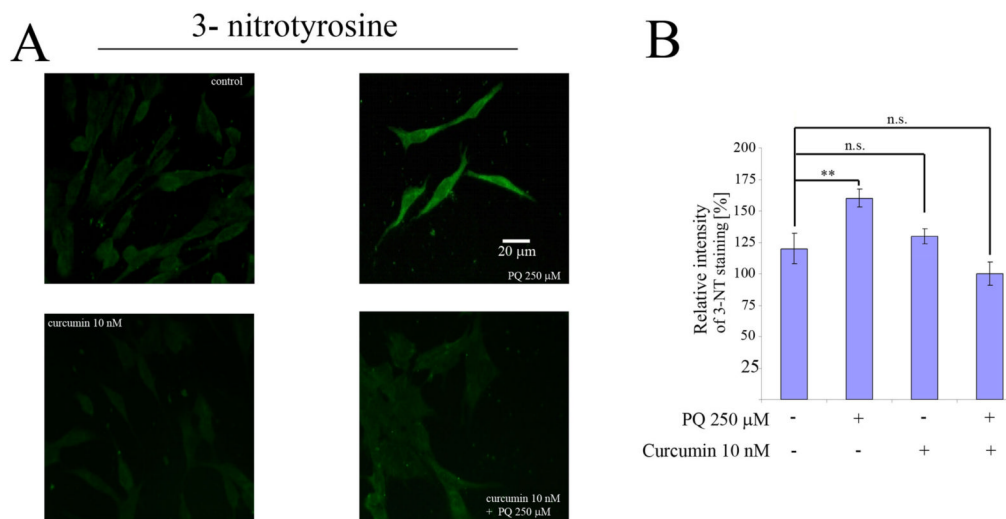 A
3- nitrotyrosine
control
20 µm
PQ 250 µM
curcumin 10 nM
curcumin 10 nM
+ PQ 250 µM
B
n.s.
n.s.
**
200
175
150
125
100
75
50
25
Relative intensity
of 3-NT staining [%]
PQ 250 µM - + - +
Curcumin 10 nM - - + +